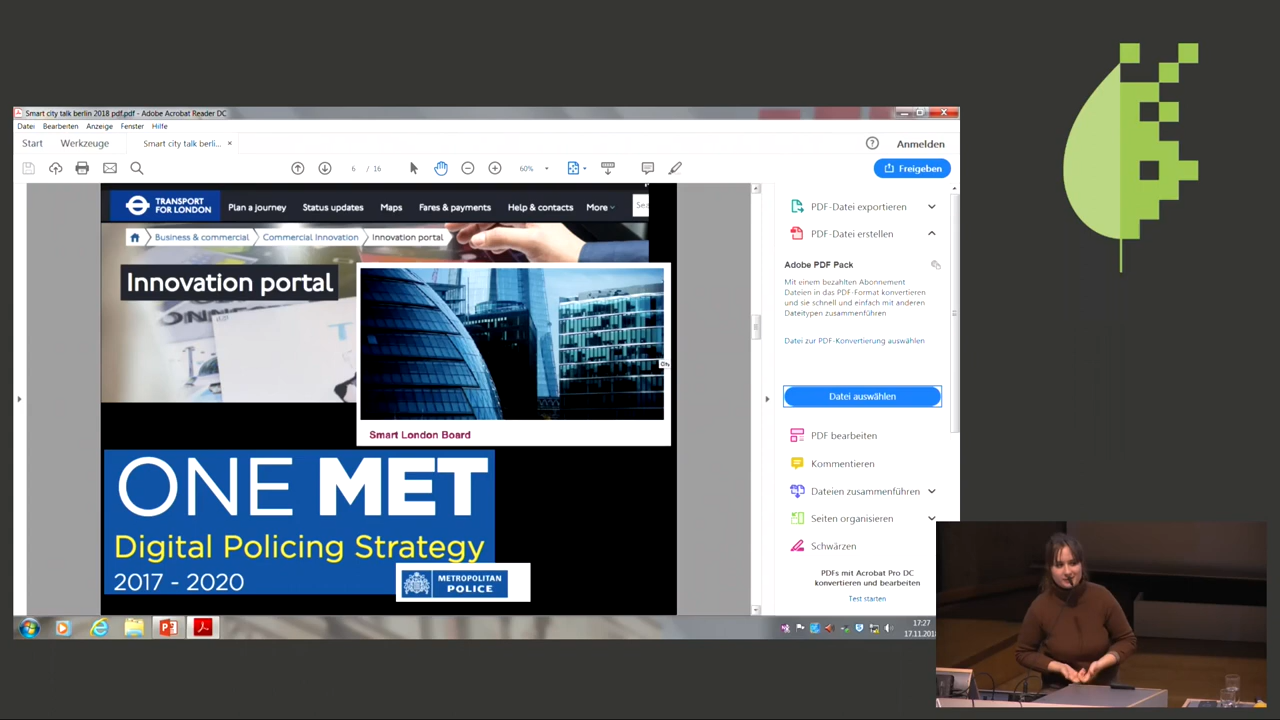 Smart city talk berlin 2018 pdf.pdf - Adobe Acrobat Reader DC
Datei Bearbeiten Anzeige Fenster Hilfe
Start Werkzeuge Smart city talk berli... × Anmelden
6 / 16 60% Freigeben
TRANSPORT
FOR LONDON
Plan a journey Status updates Maps Fares & payments Help & contacts More
Business & commercial Commercial Innovation Innovation portal
Innovation portal
Smart London Board
ONE MET
Digital Policing Strategy
2017 - 2020
METROPOLITAN
POLICE
PDF-Datei exportieren
PDF-Datei erstellen
Adobe PDF Pack
Mit einem bezahlten Abonnement
Dateien in das PDF-Format konvertieren
und sie schnell und einfach mit anderen
Dateitypen zusammenführen
Datei zur PDF-Konvertierung auswählen
Datei auswählen
PDF bearbeiten
Kommentieren
Dateien zusammenführen
Seiten organisieren
Schwärzen
PDFs mit Acrobat Pro DC
konvertieren und bearbeiten
Test starten
17:27
17.11.201